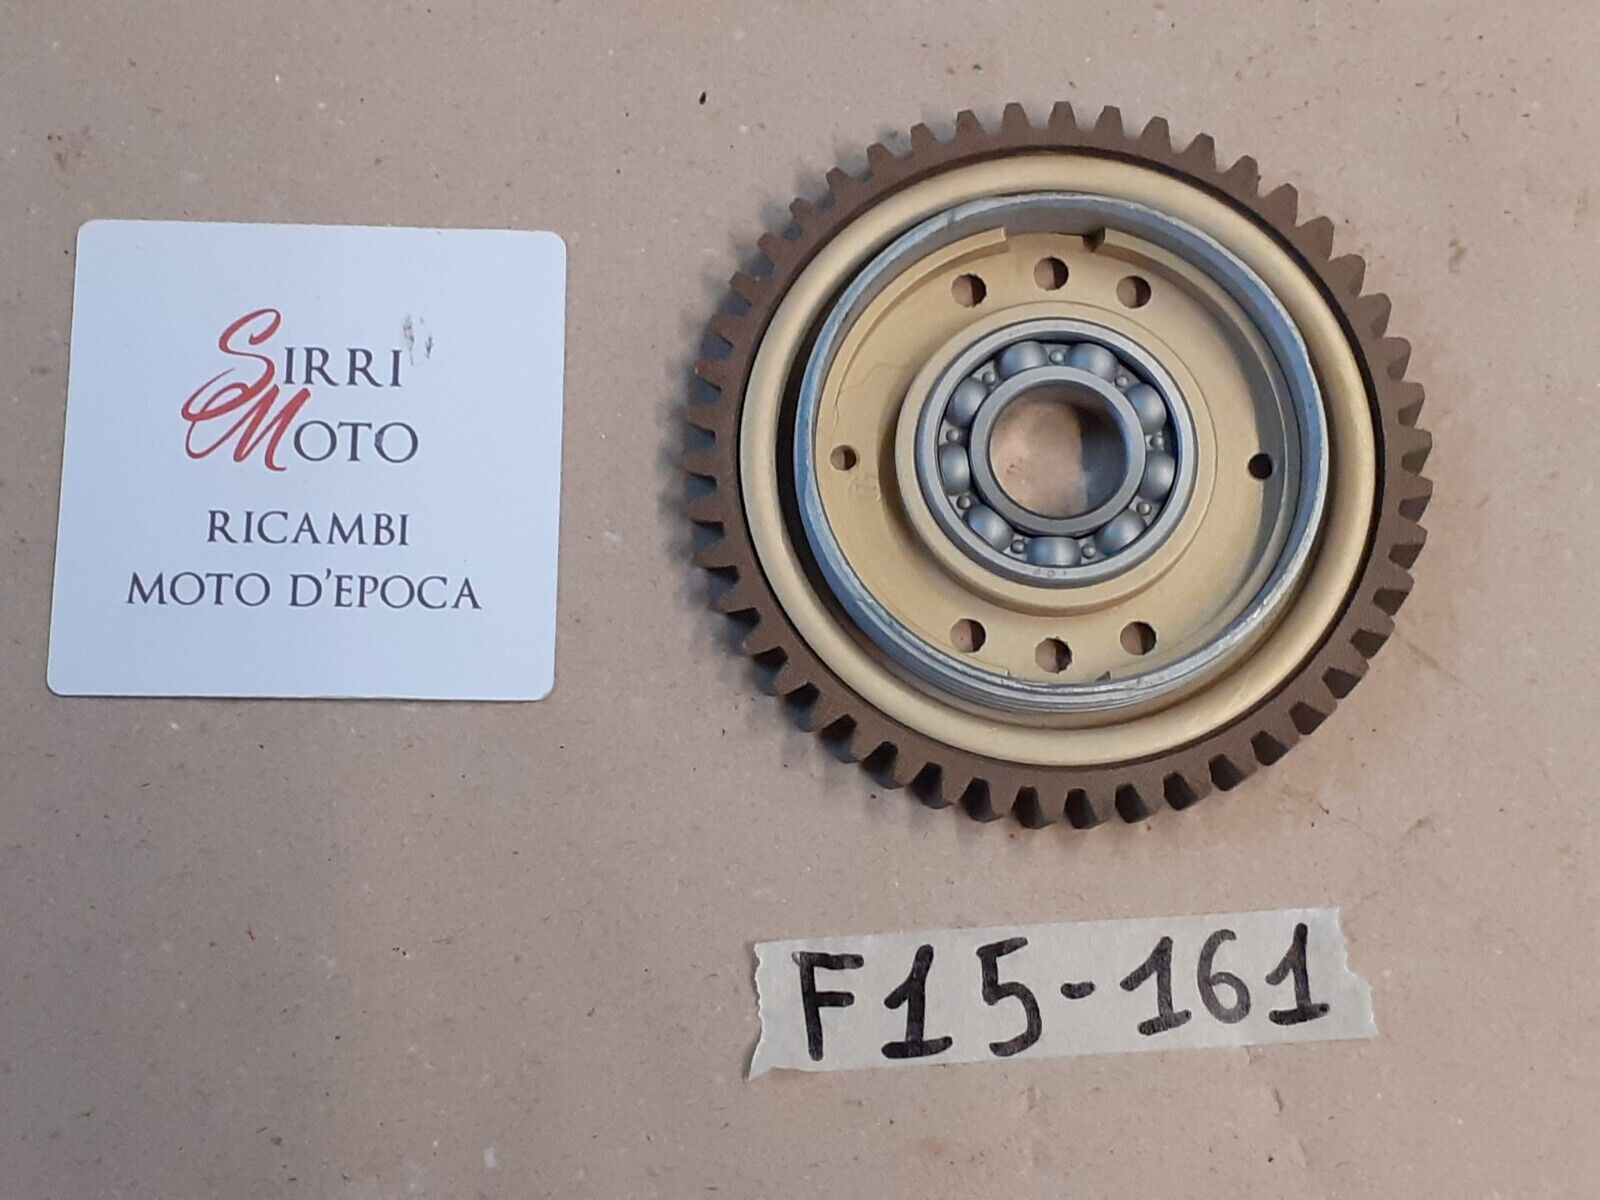 SIRRI
MOTO
RICAMBI
MOTO D'EPOCA
F15-161